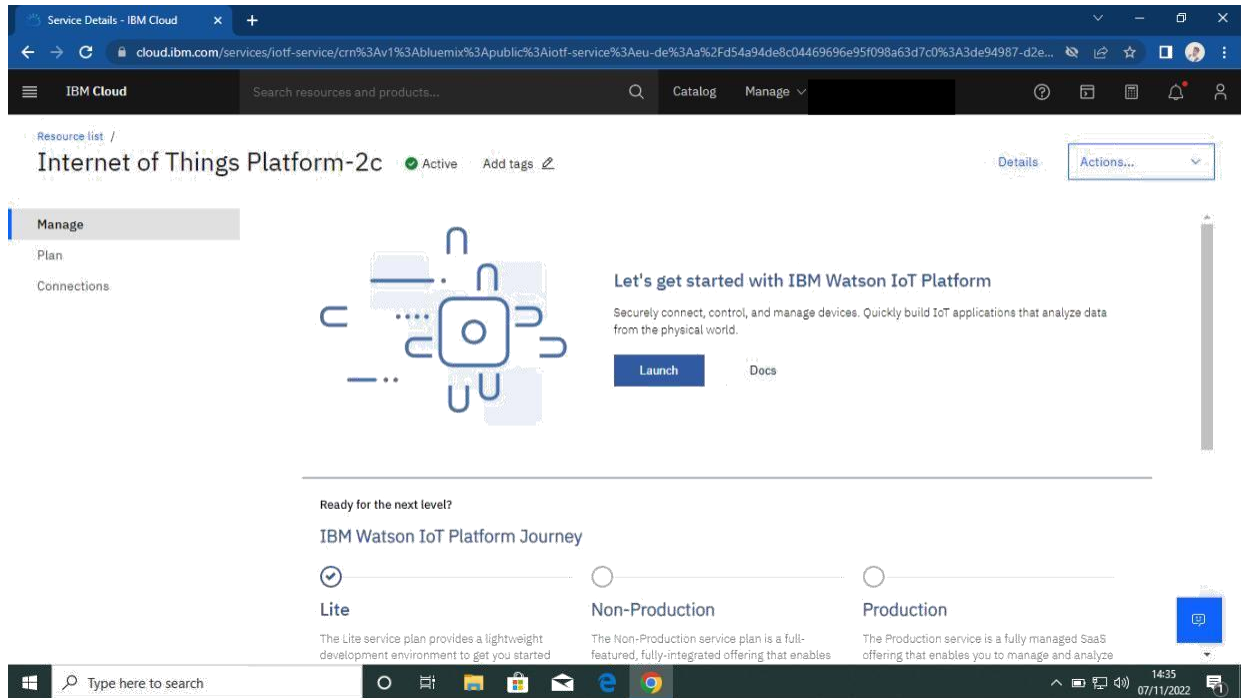 Service Details - IBM Cloud
cloud.ibm.com/services/iotf-service/crn%3Av1%3Abluemix%3Apublic%3Aiotf-service%3Aeu-de%3Aa%2Fd54a94de8c04469696e95f098a63d7c0%3A3de94987-d2e...
IBM Cloud
Search resources and products...
Catalog
Manage
Resource list /
Internet of Things Platform-2c
Active
Add tags
Details
Actions...
Manage
Plan
Connections
Let's get started with IBM Watson IoT Platform
Securely connect, control, and manage devices. Quickly build IoT applications that analyze data
from the physical world.
Launch
Docs
Ready for the next level?
IBM Watson IoT Platform Journey
Lite
The Lite service plan provides a lightweight
development environment to get you started
Non-Production
The Non-Production service plan is a full-
featured, fully-integrated offering that enables
Production
The Production service is a fully managed SaaS
offering that enables you to manage and analyze
Type here to search
14:35
07/11/2022